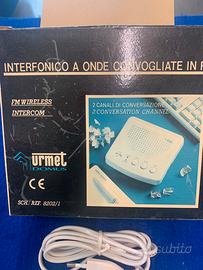 INTERFONICO A ONDE CONVOGLIATE IN F
FM WIRELESS
INTERCOM
2 CANALI DI CONVERSAZIONE
2 CONVERSATION CHANNEL
urmet
DOMUS
CE
SCH./REF. 8202/1
subito